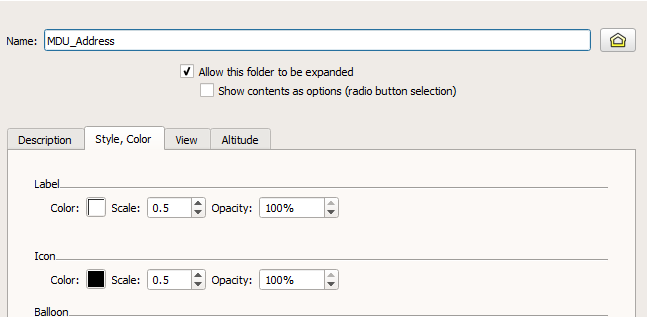 Name: MDU_Address
Allow this folder to be expanded
Show contents as options (radio button selection)
Description Style, Color View Altitude
Label
Color: Scale: 0.5 Opacity: 100%
Icon
Color: Scale: 0.5 Opacity: 100%
Balloon